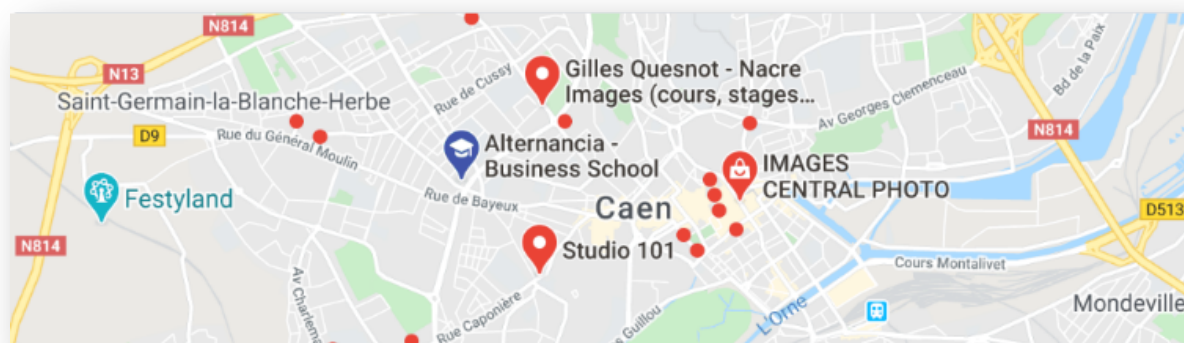 N814
N13
Rue de Cussy
Gilles Quesnot - Nacre
Images (cours, stages...
Bd de la Paix
Av Georges Clemenceau
Saint-Germain-la-Blanche-Herbe
D9
Rue du Général Moulin
N814
Alternancia -
Business School
IMAGES
CENTRAL PHOTO
Festyland
Rue de Bayeux
Caen
D513
N814
Studio 101
Cours Montalivet
Av Charlema
Rue Caponière
Guillou
L'Orne
Mondeville